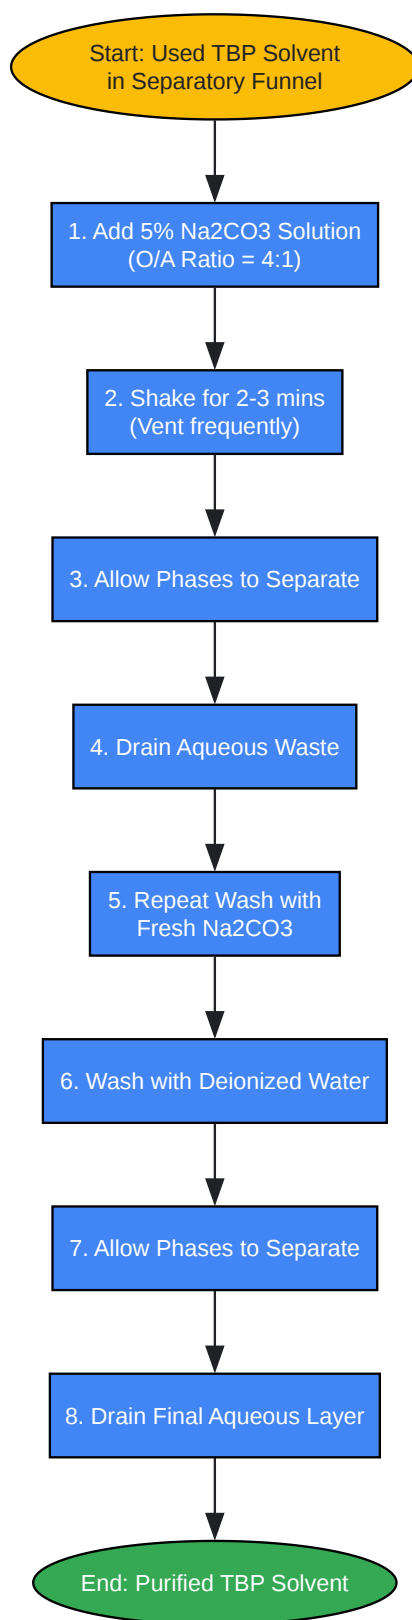 Start: Used TBP Solvent
in Separatory Funnel
1. Add 5% Na2CO3 Solution
(O/A Ratio = 4:1)
2. Shake for 2-3 mins
(Vent frequently)
3. Allow Phases to Separate
4. Drain Aqueous Waste
5. Repeat Wash with
Fresh Na2CO3
6. Wash with Deionized Water
7. Allow Phases to Separate
8. Drain Final Aqueous Layer
End: Purified TBP Solvent